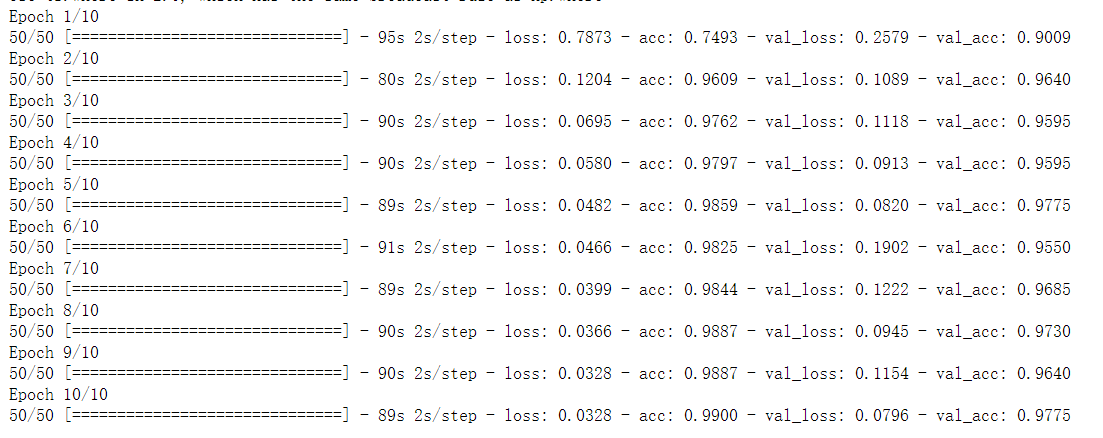 Epoch 1/10
50/50 [==============================] - 95s 2s/step - loss: 0.7873 - acc: 0.7493 - val_loss: 0.2579 - val_acc: 0.9009
Epoch 2/10
50/50 [==============================] - 80s 2s/step - loss: 0.1204 - acc: 0.9609 - val_loss: 0.1089 - val_acc: 0.9640
Epoch 3/10
50/50 [==============================] - 90s 2s/step - loss: 0.0695 - acc: 0.9762 - val_loss: 0.1118 - val_acc: 0.9595
Epoch 4/10
50/50 [==============================] - 90s 2s/step - loss: 0.0580 - acc: 0.9797 - val_loss: 0.0913 - val_acc: 0.9595
Epoch 5/10
50/50 [==============================] - 89s 2s/step - loss: 0.0482 - acc: 0.9859 - val_loss: 0.0820 - val_acc: 0.9775
Epoch 6/10
50/50 [==============================] - 91s 2s/step - loss: 0.0466 - acc: 0.9825 - val_loss: 0.1902 - val_acc: 0.9550
Epoch 7/10
50/50 [==============================] - 89s 2s/step - loss: 0.0399 - acc: 0.9844 - val_loss: 0.1222 - val_acc: 0.9685
Epoch 8/10
50/50 [==============================] - 90s 2s/step - loss: 0.0366 - acc: 0.9887 - val_loss: 0.0945 - val_acc: 0.9730
Epoch 9/10
50/50 [==============================] - 90s 2s/step - loss: 0.0328 - acc: 0.9887 - val_loss: 0.1154 - val_acc: 0.9640
Epoch 10/10
50/50 [==============================] - 89s 2s/step - loss: 0.0328 - acc: 0.9900 - val_loss: 0.0796 - val_acc: 0.9775